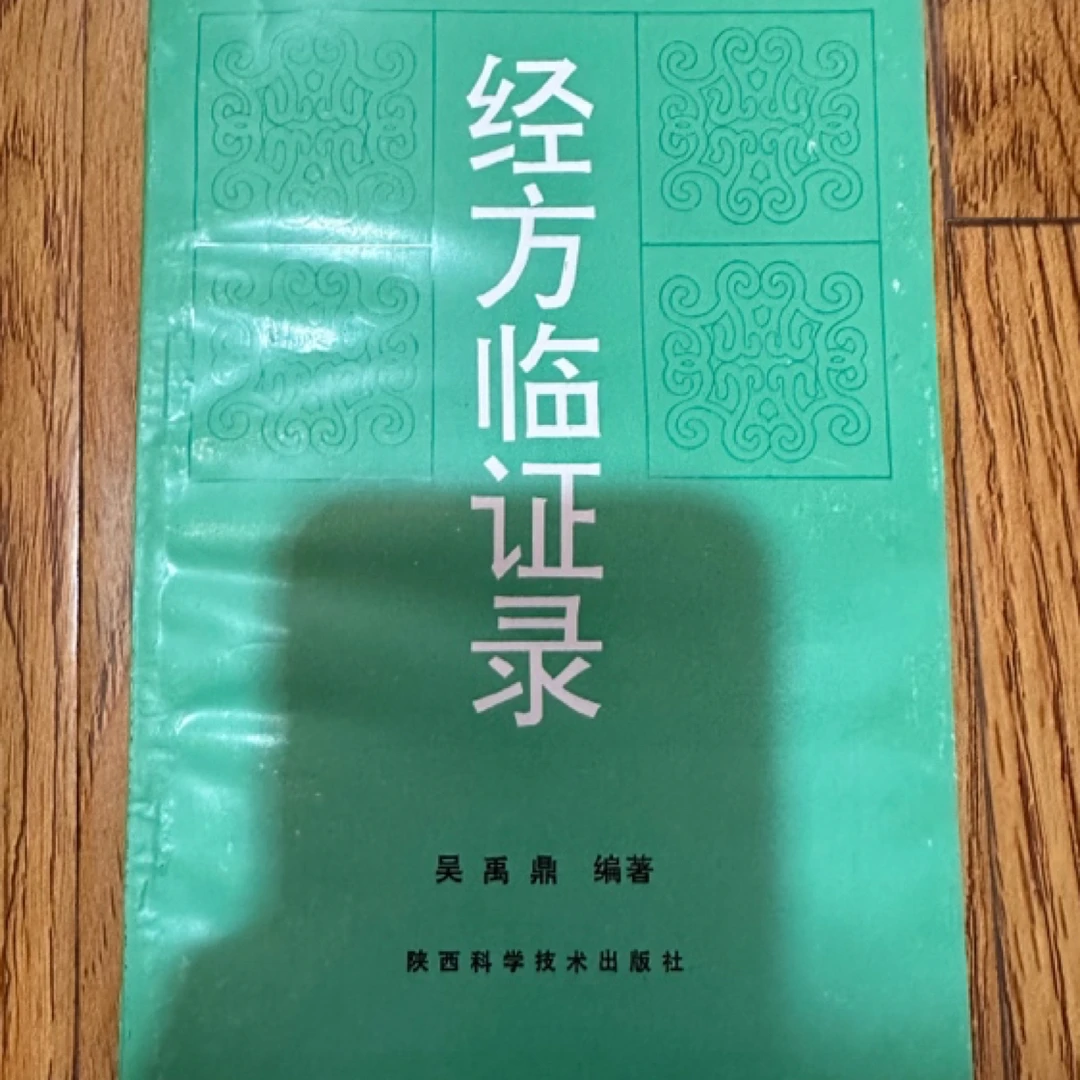 经方临证录
吴禹鼎 编著
陕西科学技术出版社